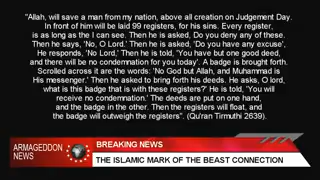 "Allah, will save a man from my nation, above all creation on Judgement Day.
In front of him will be laid 99 registers, for his sins. Every register,
is as long as the I can see. Then he is asked, Do you deny any of these.
Then he says, 'No, O Lord.' Then he is asked, 'Do you have any excuse',
He responds, 'No Lord,' Then he is told, 'You have but one good deed,
and there will be no condemnation for you today'. A badge is brought forth.
Scrolled across it are the words: 'No God but Allah, and Muhammad is
His messenger.' Then he asked to bring forth his deeds. He asks, O lord,
what is this badge that is with these registers?' He is told, 'You will
receive no condemnation.' The deeds are put on one hand,
and the badge in the other. Then the registers will float, and
the badge will outweigh the registers". (Qu'ran Tirmuthi 2639).
ARMAGEDDON
NEWS
BREAKING NEWS
THE ISLAMIC MARK OF THE BEAST CONNECTION